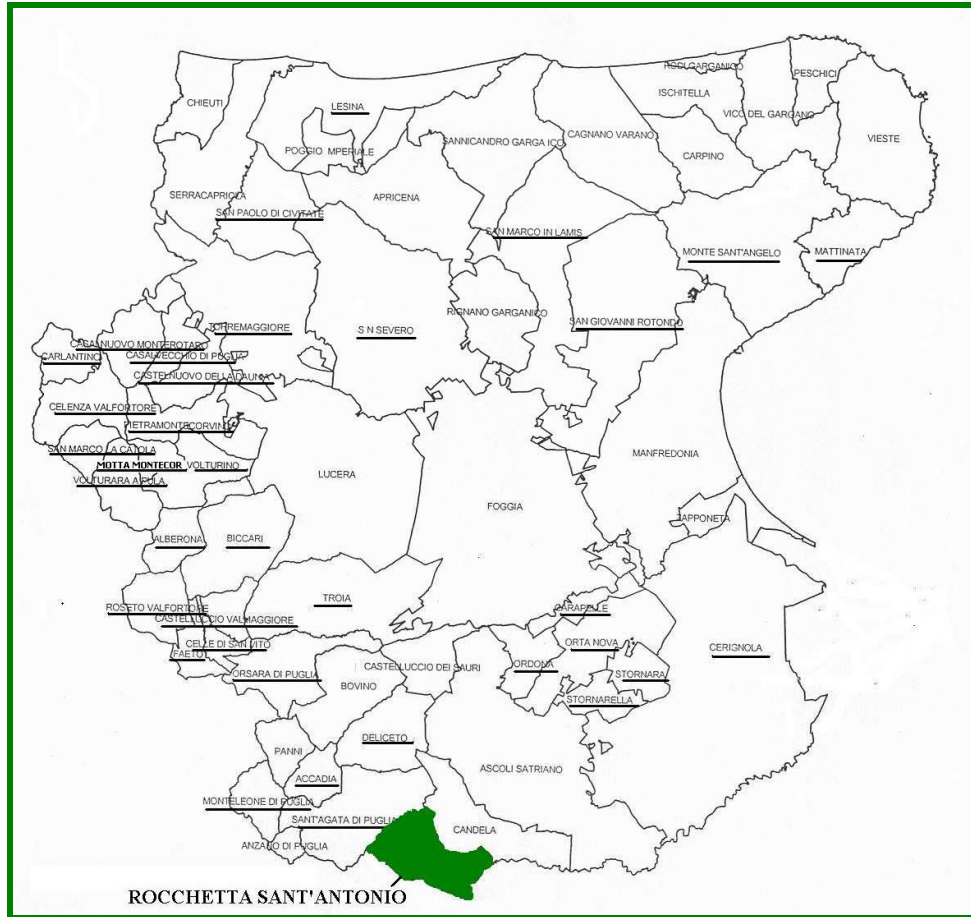 RODI GARGANICO
PESCHICI
CHIEUTI
ISCHITELLA
LESINA
VICO DEL GARGANO
CAGNANO VARANO
VIESTE
SANNICANDRO GARGA ICO
POGGIO MPERIALE
CARPINO
SERRACAPRIOLA
APRICENA
SAN PAOLO DI CIVITATE
SAN MARCO IN LAMIS
MONTE SANT'ANGELO
MATTINATA
RIGNANO GARGANICO
SAN GIOVANNI ROTONDO
TORREMAGGIORE
S N SEVERO
CASALNUOVO MONTEROTARO
CARLANTINO
CASALVECCHIO DI PUGLIA
CASTELNUOVO DELLA DAUNIA
CELENZA VALFORTORE
PIETRAMONTECORVINO
SAN MARCO LA CATOLA
MANFREDONIA
MOTTA MONTECOR
VOLTURINO
LUCERA
VOLTURARA A PULA
FOGGIA
ZAPPONETA
ALBERONA
BICCARI
TROIA
ROSETO VALFORTORE
CARAPELLE
CASTELLUCCIO VALMAGGIORE
CELLE DI SAN VITO
ORTA NOVA
CERIGNOLA
FAETO
CASTELLUCCIO DEI SAURI
ORDONA
ORSARA DI PUGLIA
STORNARA
BOVINO
STORNARELLA
DELICETO
PANNI
ASCOLI SATRIANO
ACCADIA
MONTELEONE DI PUGLIA
SANT'AGATA DI PUGLIA
CANDELA
ANZANO DI PUGLIA
ROCCHETTA SANT'ANTONIO